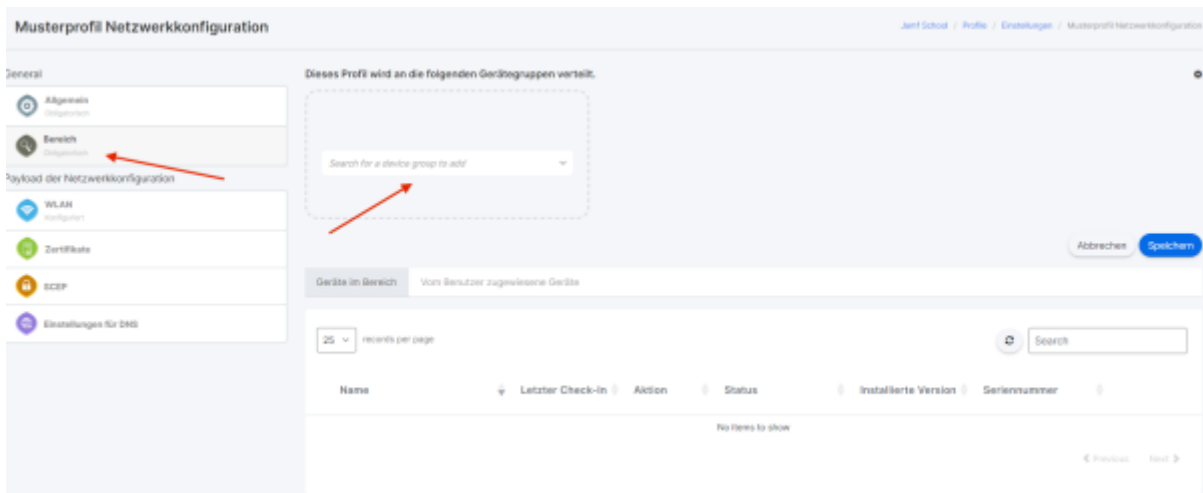 Musterprofil Netzwerkkonfiguration
Jamf School / Profile / Einstellungen / Musterprofil Netzwerkkonfiguration
General
Allgemein
Obligatorisch
Bereich
Obligatorisch
Payload der Netzwerkkonfiguration
WLAN
Konfiguriert
Zertifikate
SCEP
Einstellungen für DNS
Dieses Profil wird an die folgenden Gerätegruppen verteilt.
Search for a device group to add
Abbrechen Speichern
Geräte im Bereich Vom Benutzer zugewiesene Geräte
25 records per page
Search
Name Letzter Check-In Aktion Status Installierte Version Seriennummer
No items to show
Previous Next